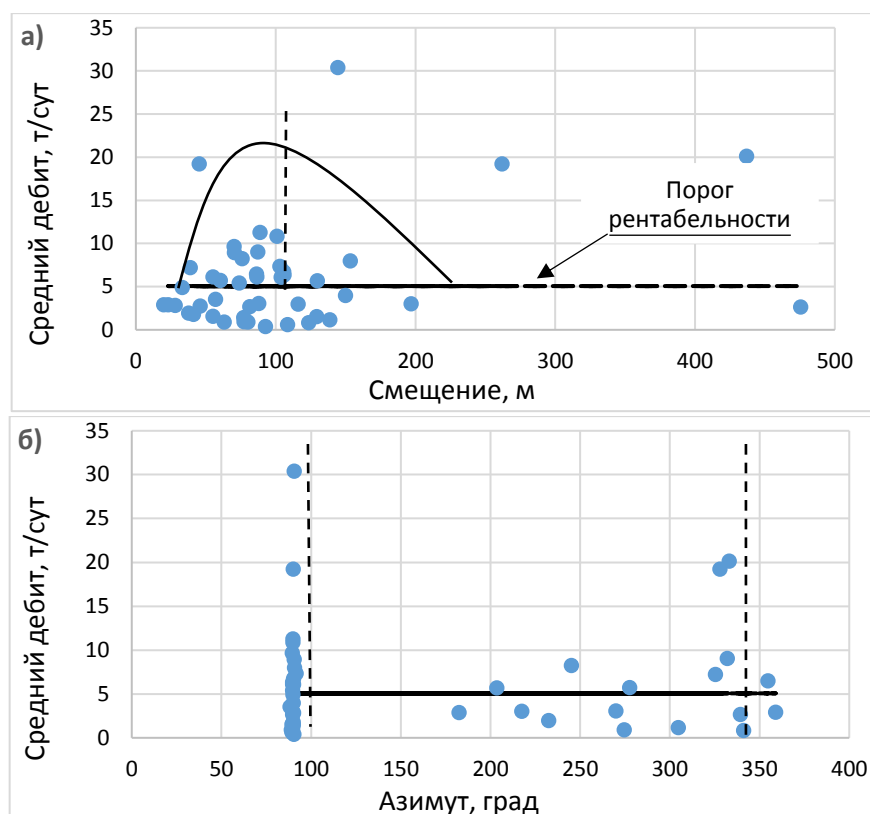 а)
Средний дебит, т/сут
35
30
25
20
15
10
5
0
Порог
рентабельности
0 100 200 300 400 500
Смещение, м
б)
Средний дебит, т/сут
35
30
25
20
15
10
5
0
0 50 100 150 200 250 300 350 400
Азимут, град